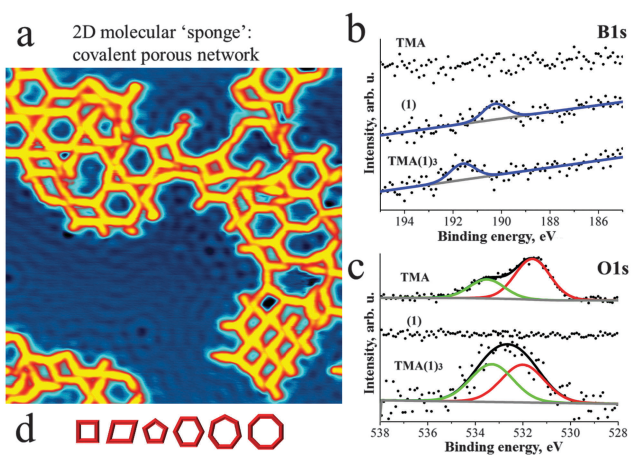 a
2D molecular ‘sponge’:
covalent porous network
b
B1s
TMA
(1)
TMA(1)₃
Intensity, arb. u.
194 192 190 188 186
Binding energy, eV
c
O1s
TMA
(1)
TMA(1)₃
Intensity, arb. u.
538 536 534 532 530 528
Binding energy, eV
d